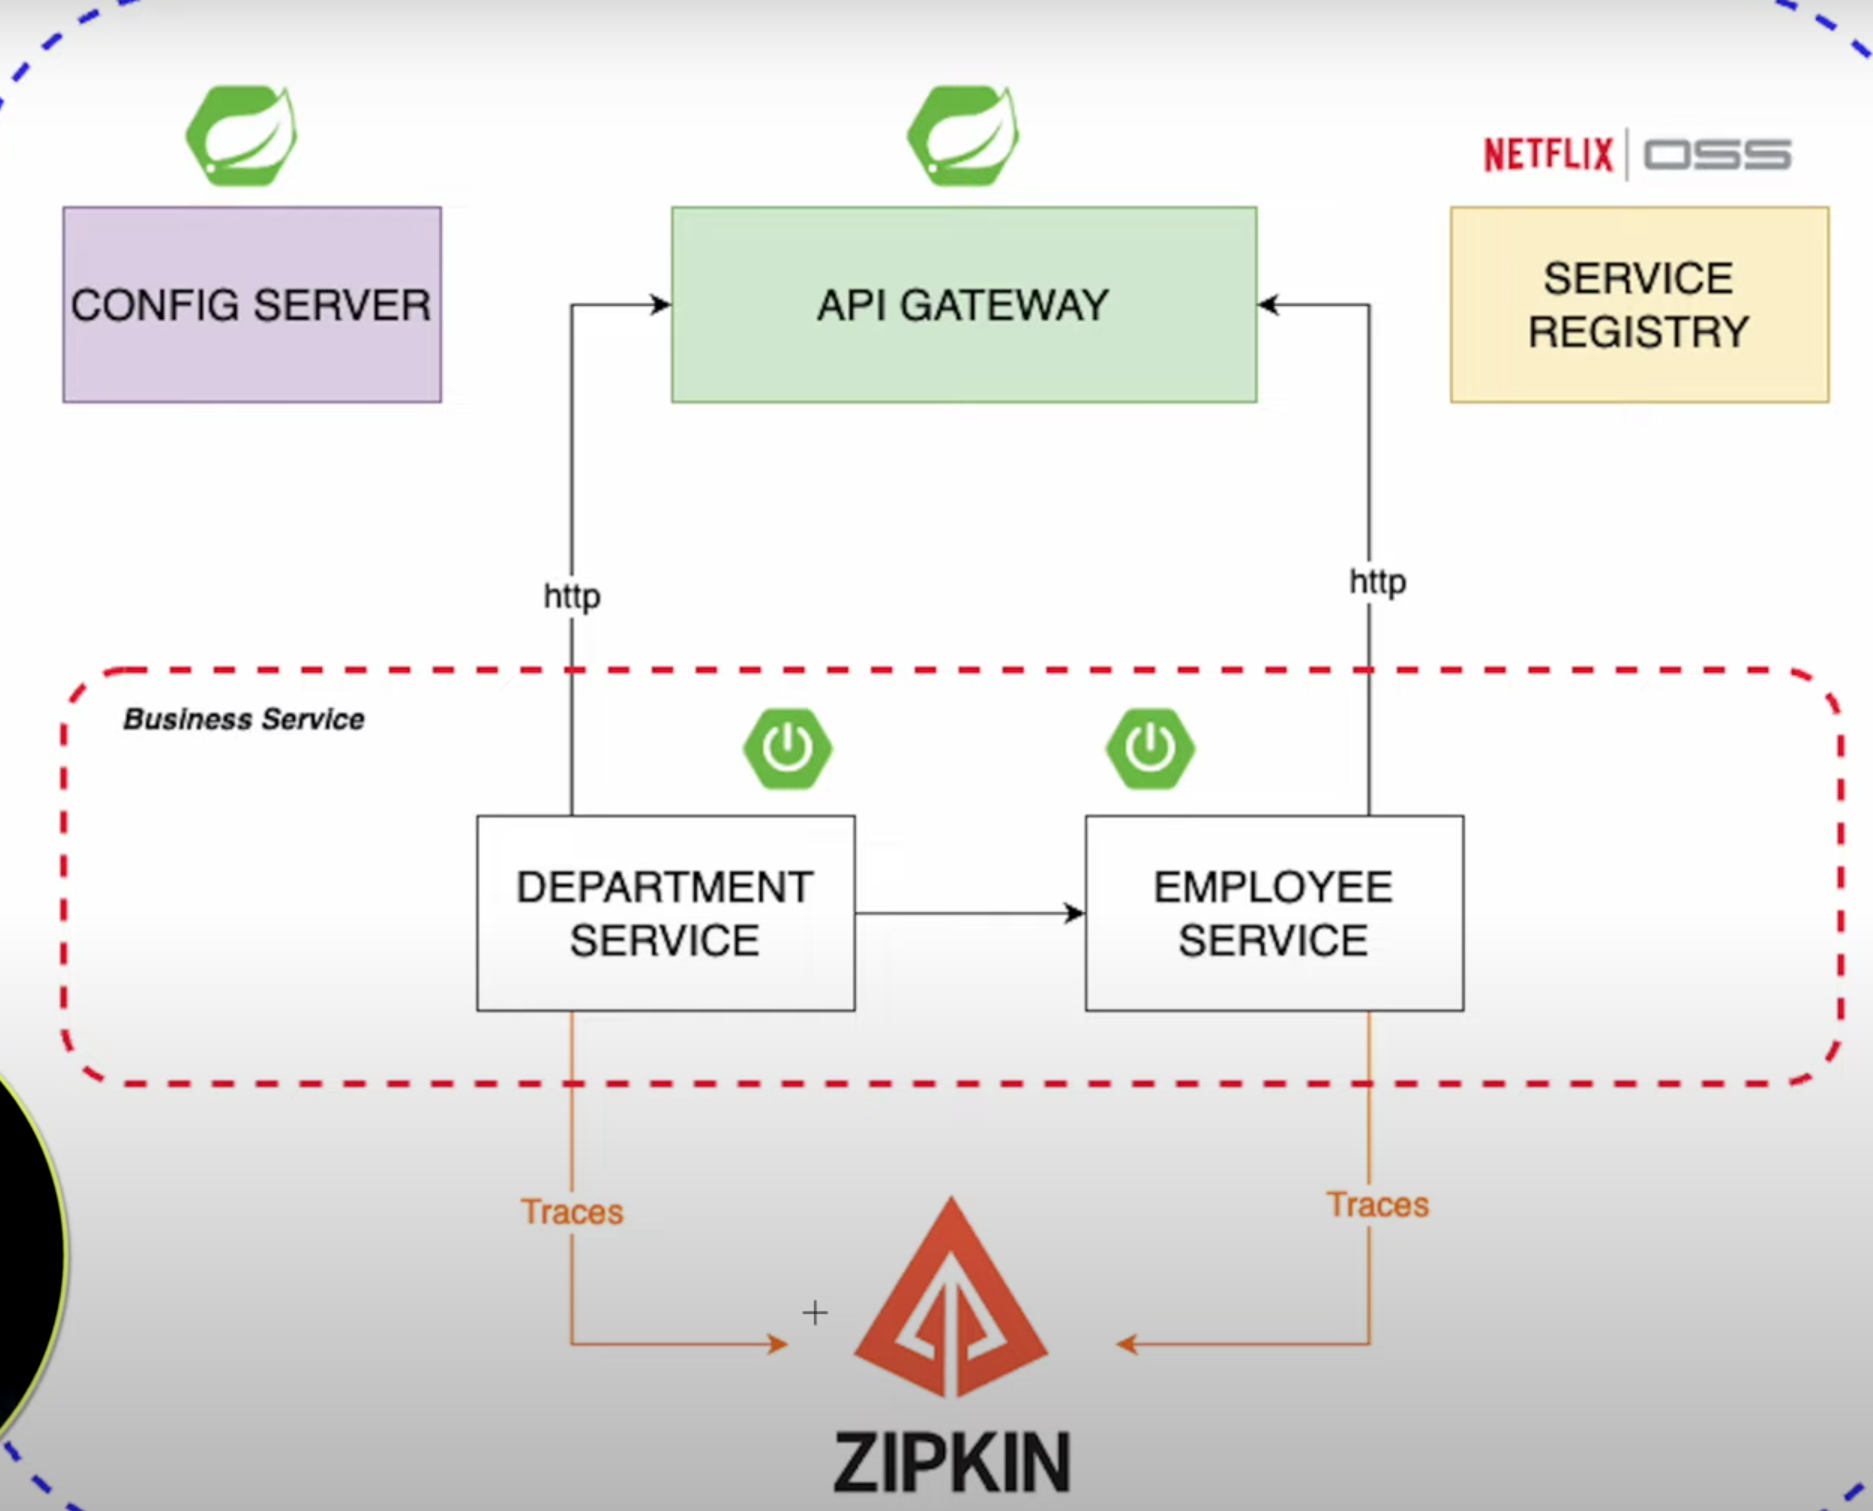 NETFLIX OSS
CONFIG SERVER
API GATEWAY
SERVICE
REGISTRY
http
http
Business Service
DEPARTMENT
SERVICE
EMPLOYEE
SERVICE
Traces
Traces
ZIPKIN